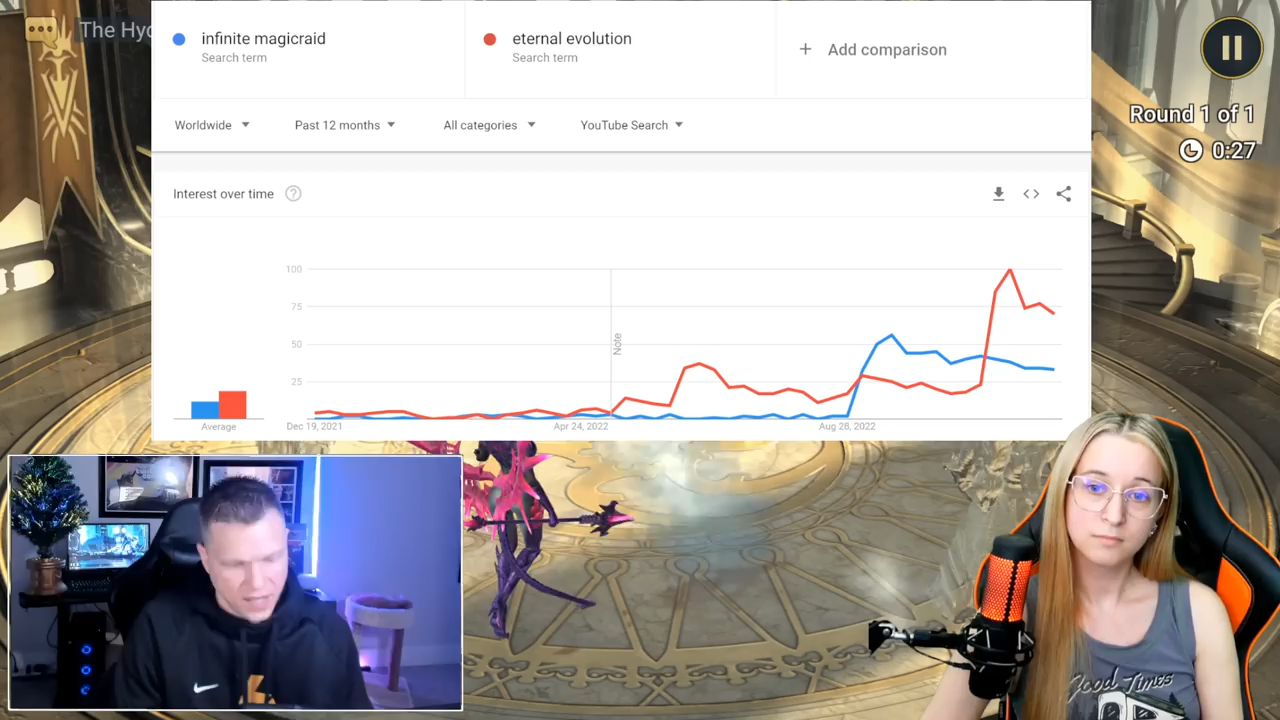 The Hyd
infinite magicraid
Search term
eternal evolution
Search term
+ Add comparison
Worldwide
Past 12 months
All categories
YouTube Search
Round 1 of 1
0:27
Interest over time
?
100
75
50
25
Note
Average
Dec 19, 2021
Apr 24, 2022
Aug 28, 2022
Good Times